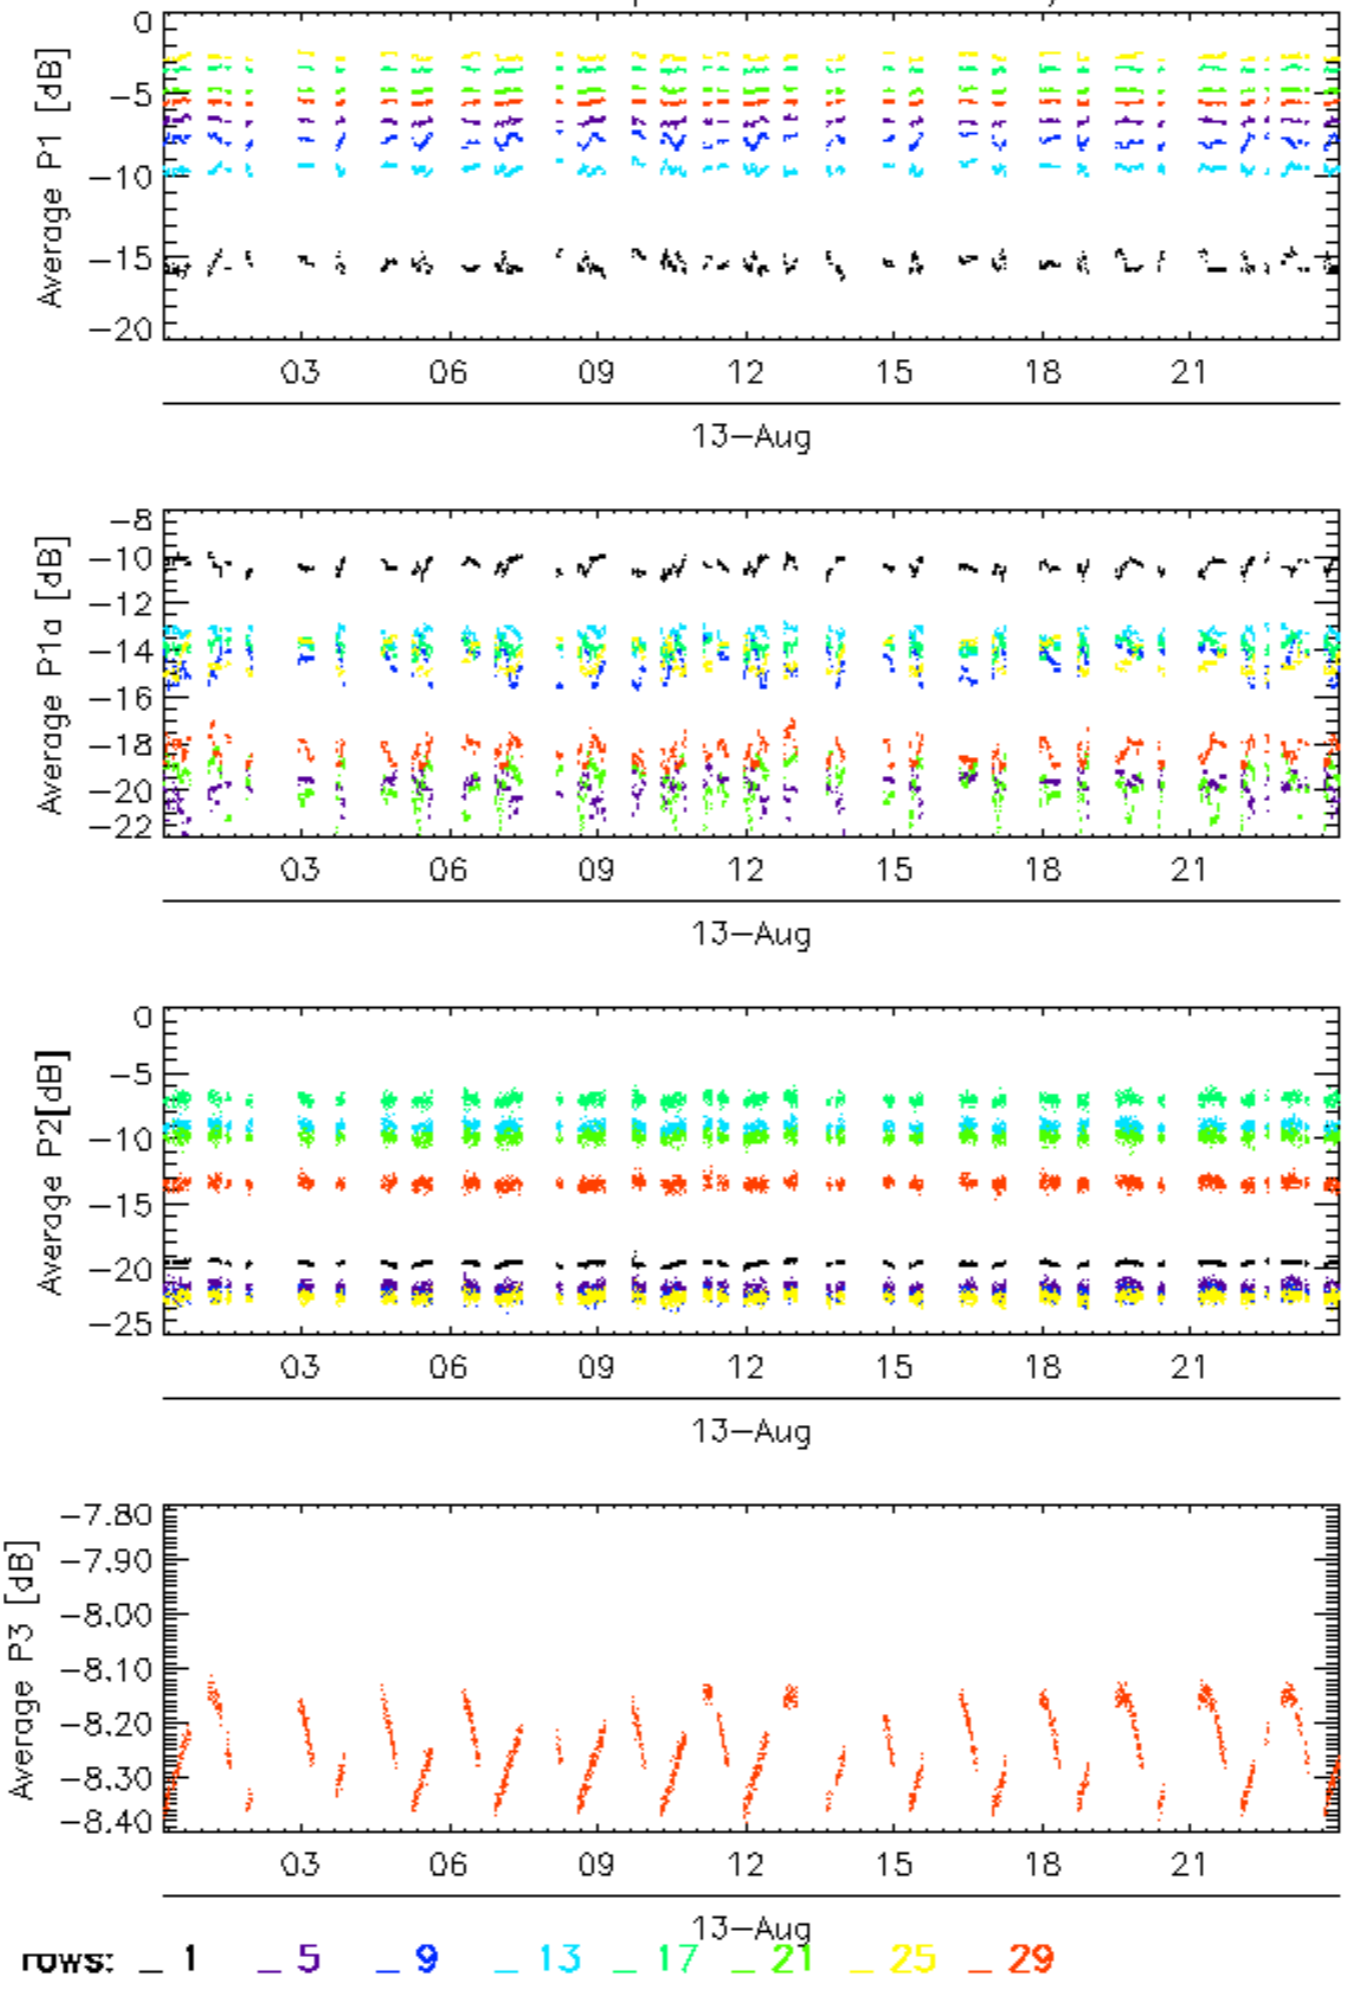 0
−5
−10
−15
−20
Average P1 [dB]
03 06 09 12 15 18 21
13−Aug
−8
−10
−12
−14
−16
−18
−20
−22
Average P1a [dB]
03 06 09 12 15 18 21
13−Aug
0
−5
−10
−15
−20
−25
Average P2[dB]
03 06 09 12 15 18 21
13−Aug
−7.80
−7.90
−8.00
−8.10
−8.20
−8.30
−8.40
Average P3 [dB]
03 06 09 12 15 18 21
13−Aug
rows: _ 1 _ 5 _ 9 _ 13 _ 17 _ 21 _ 25 _ 29